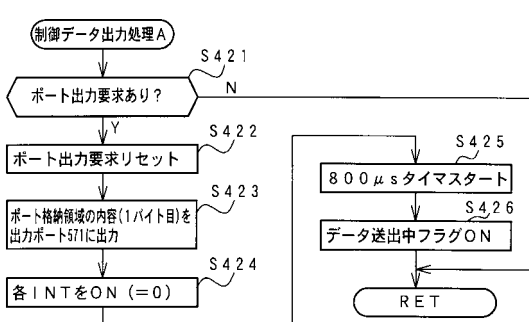 制御データ出力処理A
S421
ポート出力要求あり？
N
Y
S422
ポート出力要求リセット
S423
ポート格納領域の内容(1バイト目)を
出力ポート571に出力
S424
各INTをON (=0)
S425
800μsタイマスタート
S426
データ送出中フラグON
RET